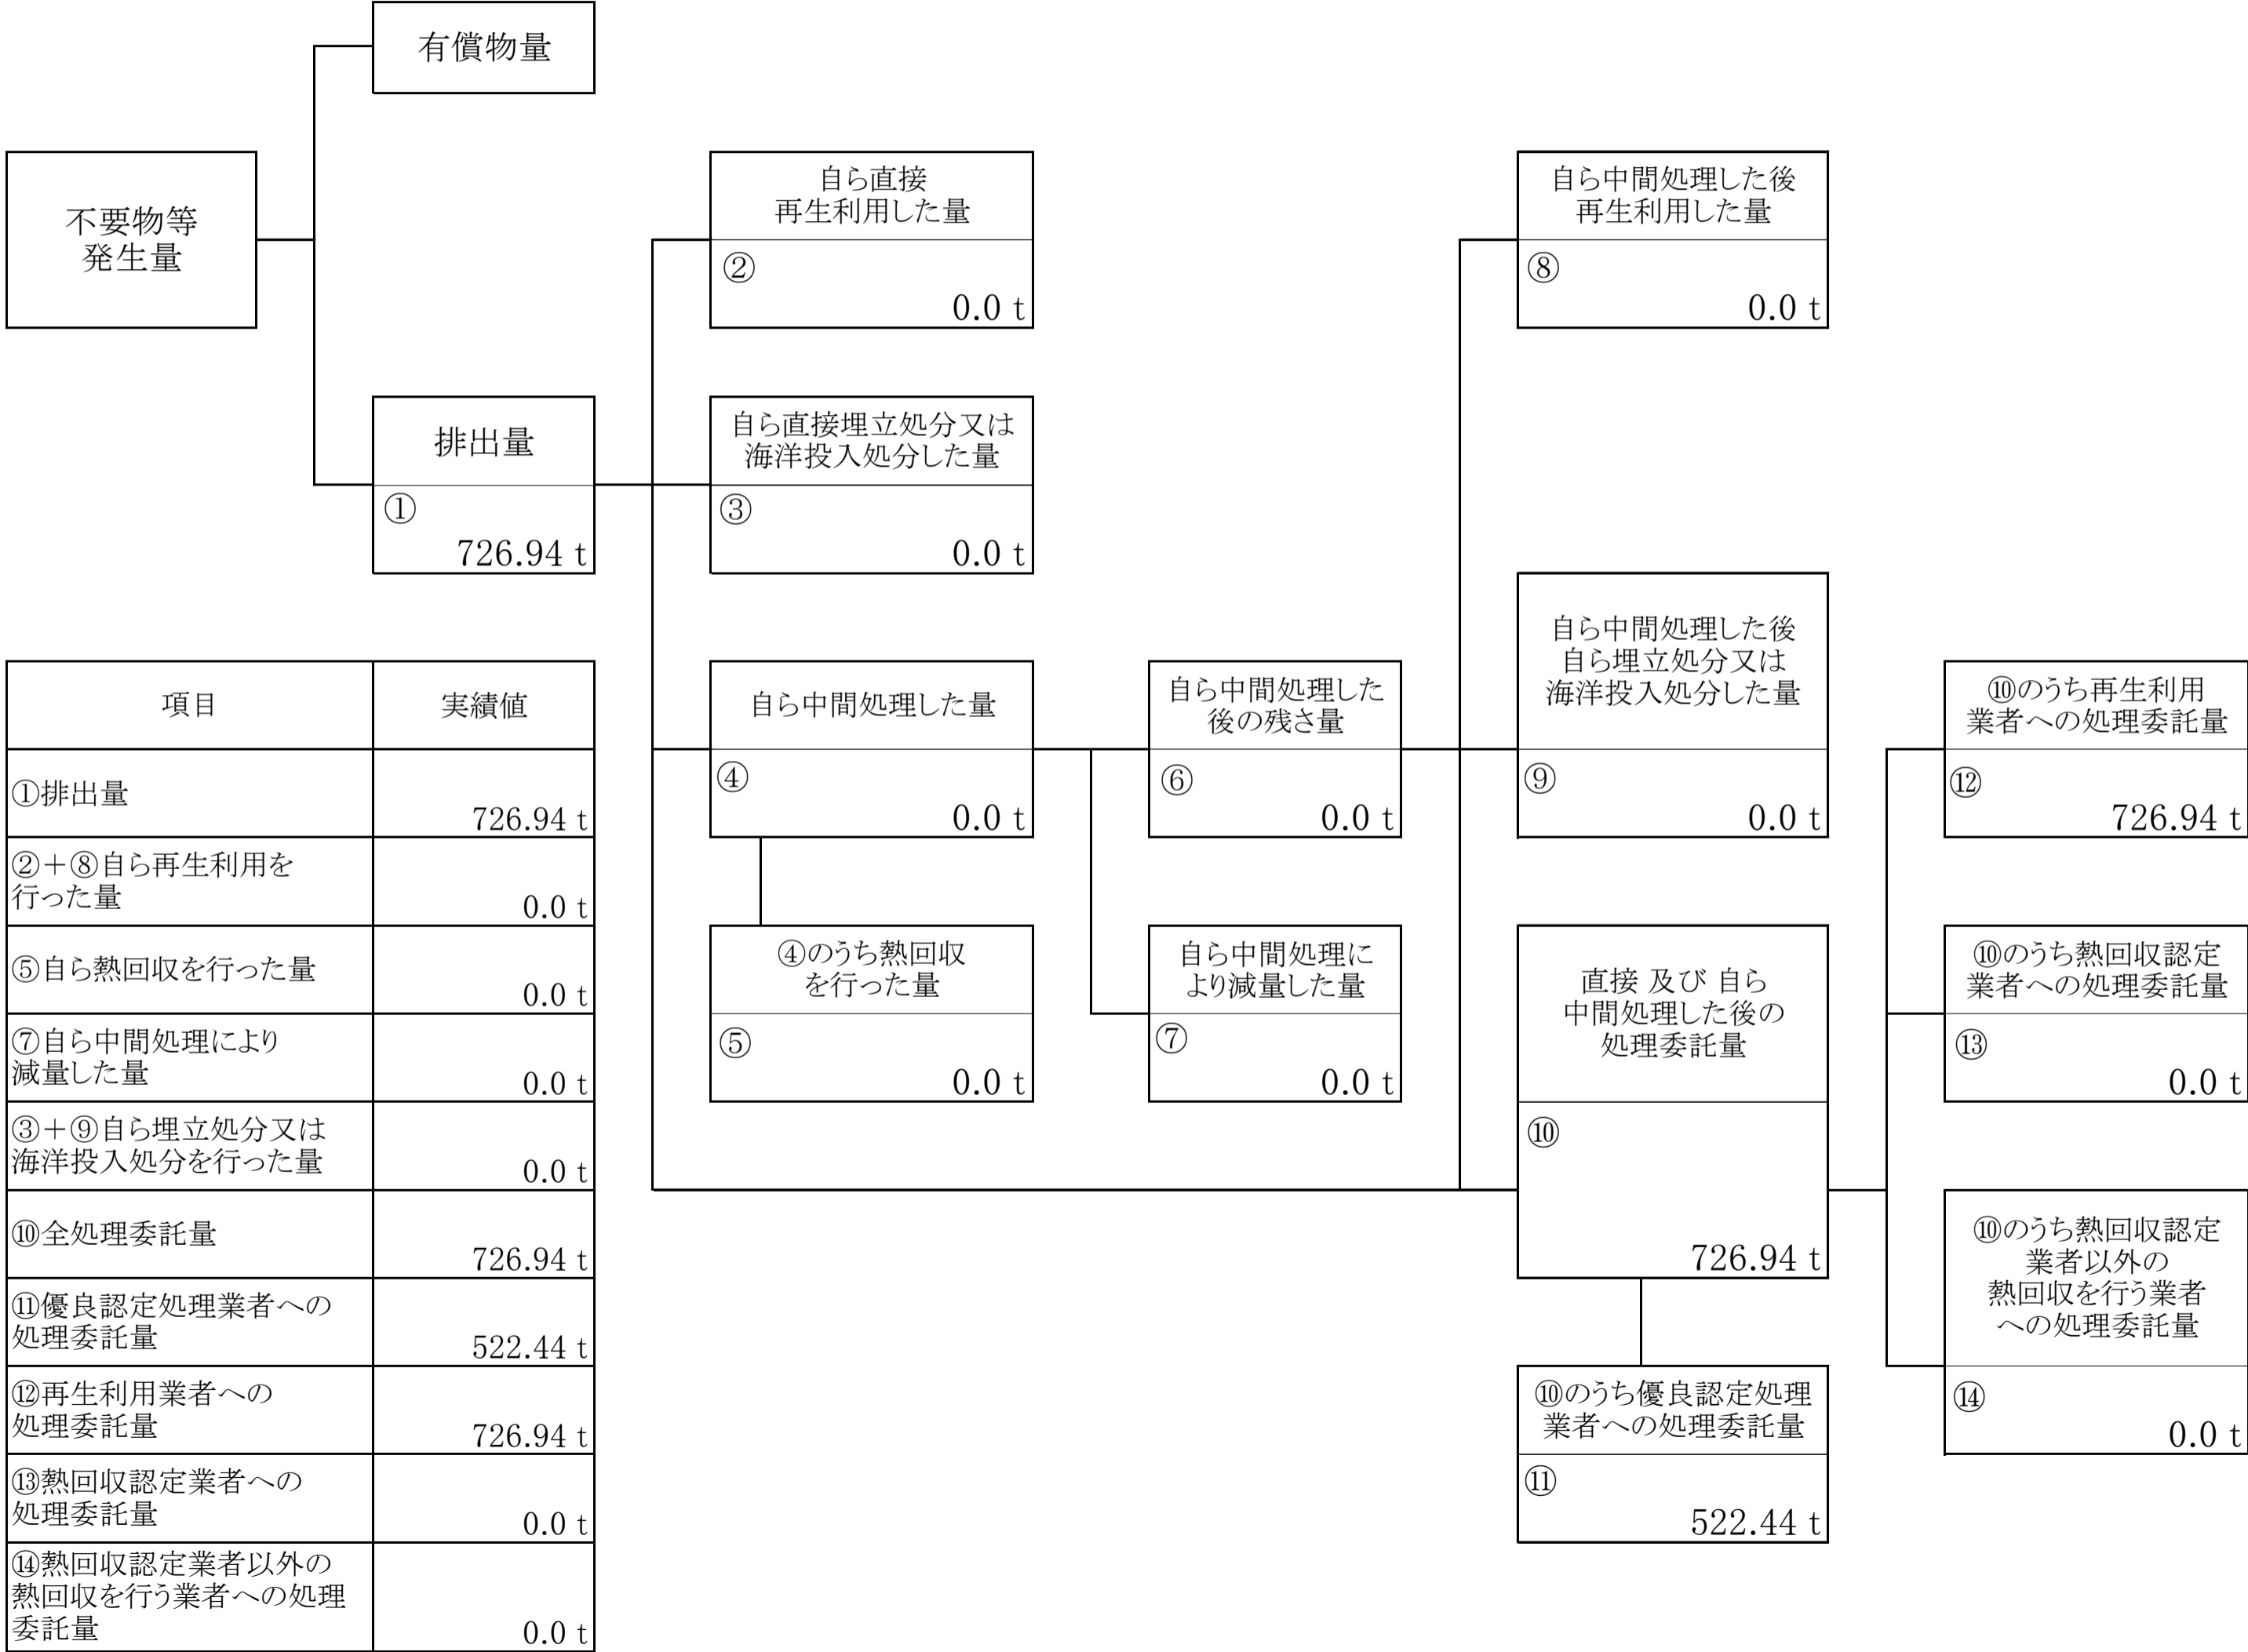 有償物量
不要物等
発生量
自ら直接
再生利用した量
②
0.0 t
自ら中間処理した後
再生利用した量
⑧
0.0 t
排出量
①
726.94 t
自ら直接埋立処分又は
海洋投入処分した量
③
0.0 t
自ら中間処理した量
④
0.0 t
自ら中間処理した
後の残さ量
⑥
0.0 t
自ら中間処理した後
自ら埋立処分又は
海洋投入処分した量
⑨
0.0 t
⑩のうち再生利用
業者への処理委託量
⑫
726.94 t
④のうち熱回収
を行った量
⑤
0.0 t
自ら中間処理に
より減量した量
⑦
0.0 t
直接 及び 自ら
中間処理した後の
処理委託量
⑩
726.94 t
⑩のうち熱回収認定
業者への処理委託量
⑬
0.0 t
⑩のうち熱回収認定
業者以外の
熱回収を行う業者
への処理委託量
⑭
0.0 t
⑩のうち優良認定処理
業者への処理委託量
⑪
522.44 t
項目 実績値
①排出量
726.94 t
②＋⑧自ら再生利用を
行った量
0.0 t
⑤自ら熱回収を行った量
0.0 t
⑦自ら中間処理により
減量した量
0.0 t
③＋⑨自ら埋立処分又は
海洋投入処分を行った量
0.0 t
⑩全処理委託量
726.94 t
⑪優良認定処理業者への
処理委託量
522.44 t
⑫再生利用業者への
処理委託量
726.94 t
⑬熱回収認定業者への
処理委託量
0.0 t
⑭熱回収認定業者以外の
熱回収を行う業者への処理
委託量
0.0 t